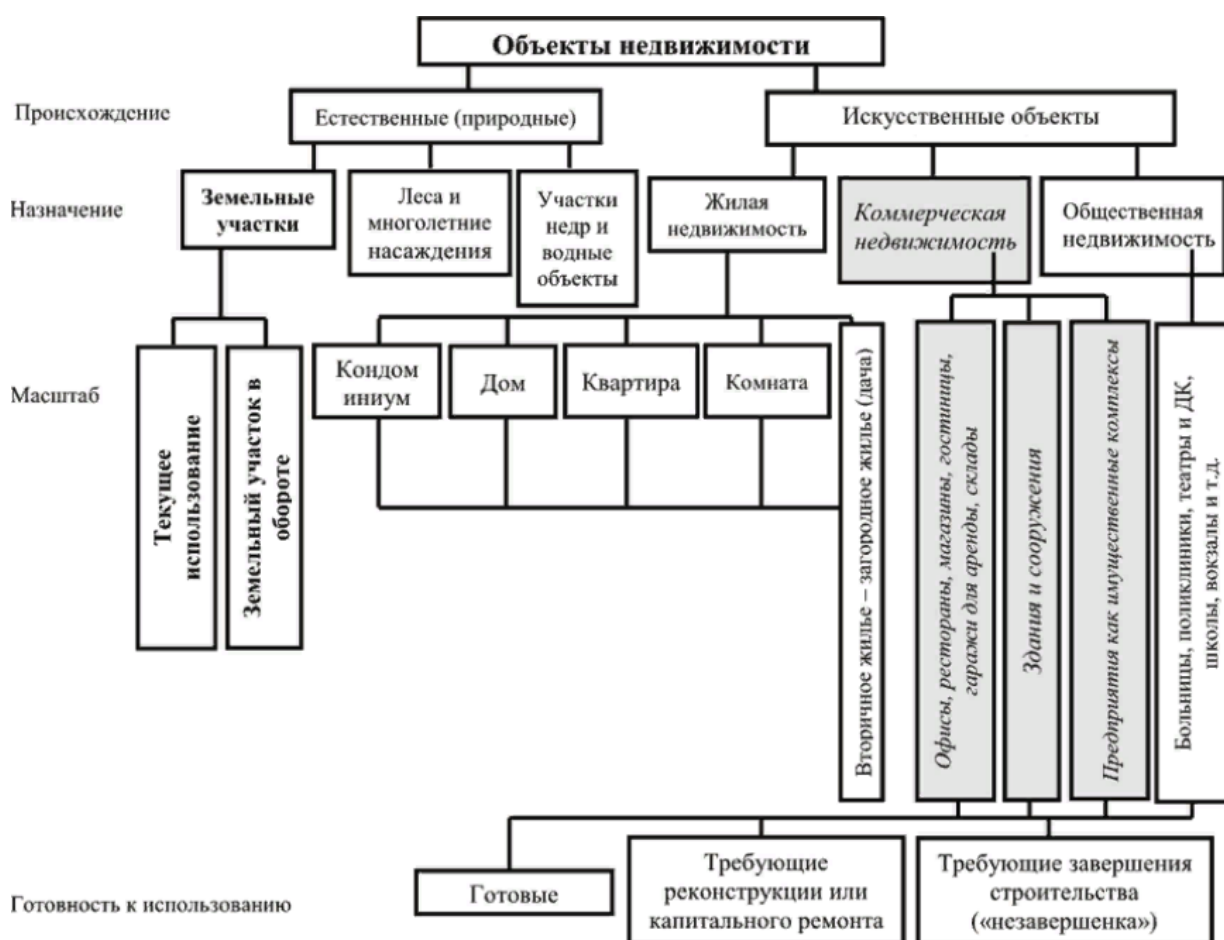 Объекты недвижимости
Происхождение
Естественные (природные)
Искусственные объекты
Назначение
Земельные
участки
Леса и
многолетние
насаждения
Участки
недр и
водные
объекты
Жилая
недвижимость
Коммерческая
недвижимость
Общественная
недвижимость
Масштаб
Текущее
использование
Земельный участок в
обороте
Кондом
иниум
Дом
Квартира
Комната
Вторичное жилье – загородное жилье (дача)
Офисы, рестораны, магазины, гостиницы,
гаражи для аренды, склады
Здания и сооружения
Предприятия как имущественные комплексы
Больницы, поликлиники, театры и ДК,
школы, вокзалы и т.д.
Готовность к использованию
Готовые
Требующие
реконструкции или
капитального ремонта
Требующие завершения
строительства
(«незавершенка»)